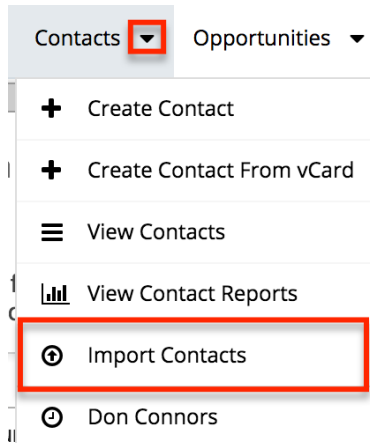 Contacts Opportunities
Create Contact
Create Contact From vCard
View Contacts
View Contact Reports
Import Contacts
Don Connors